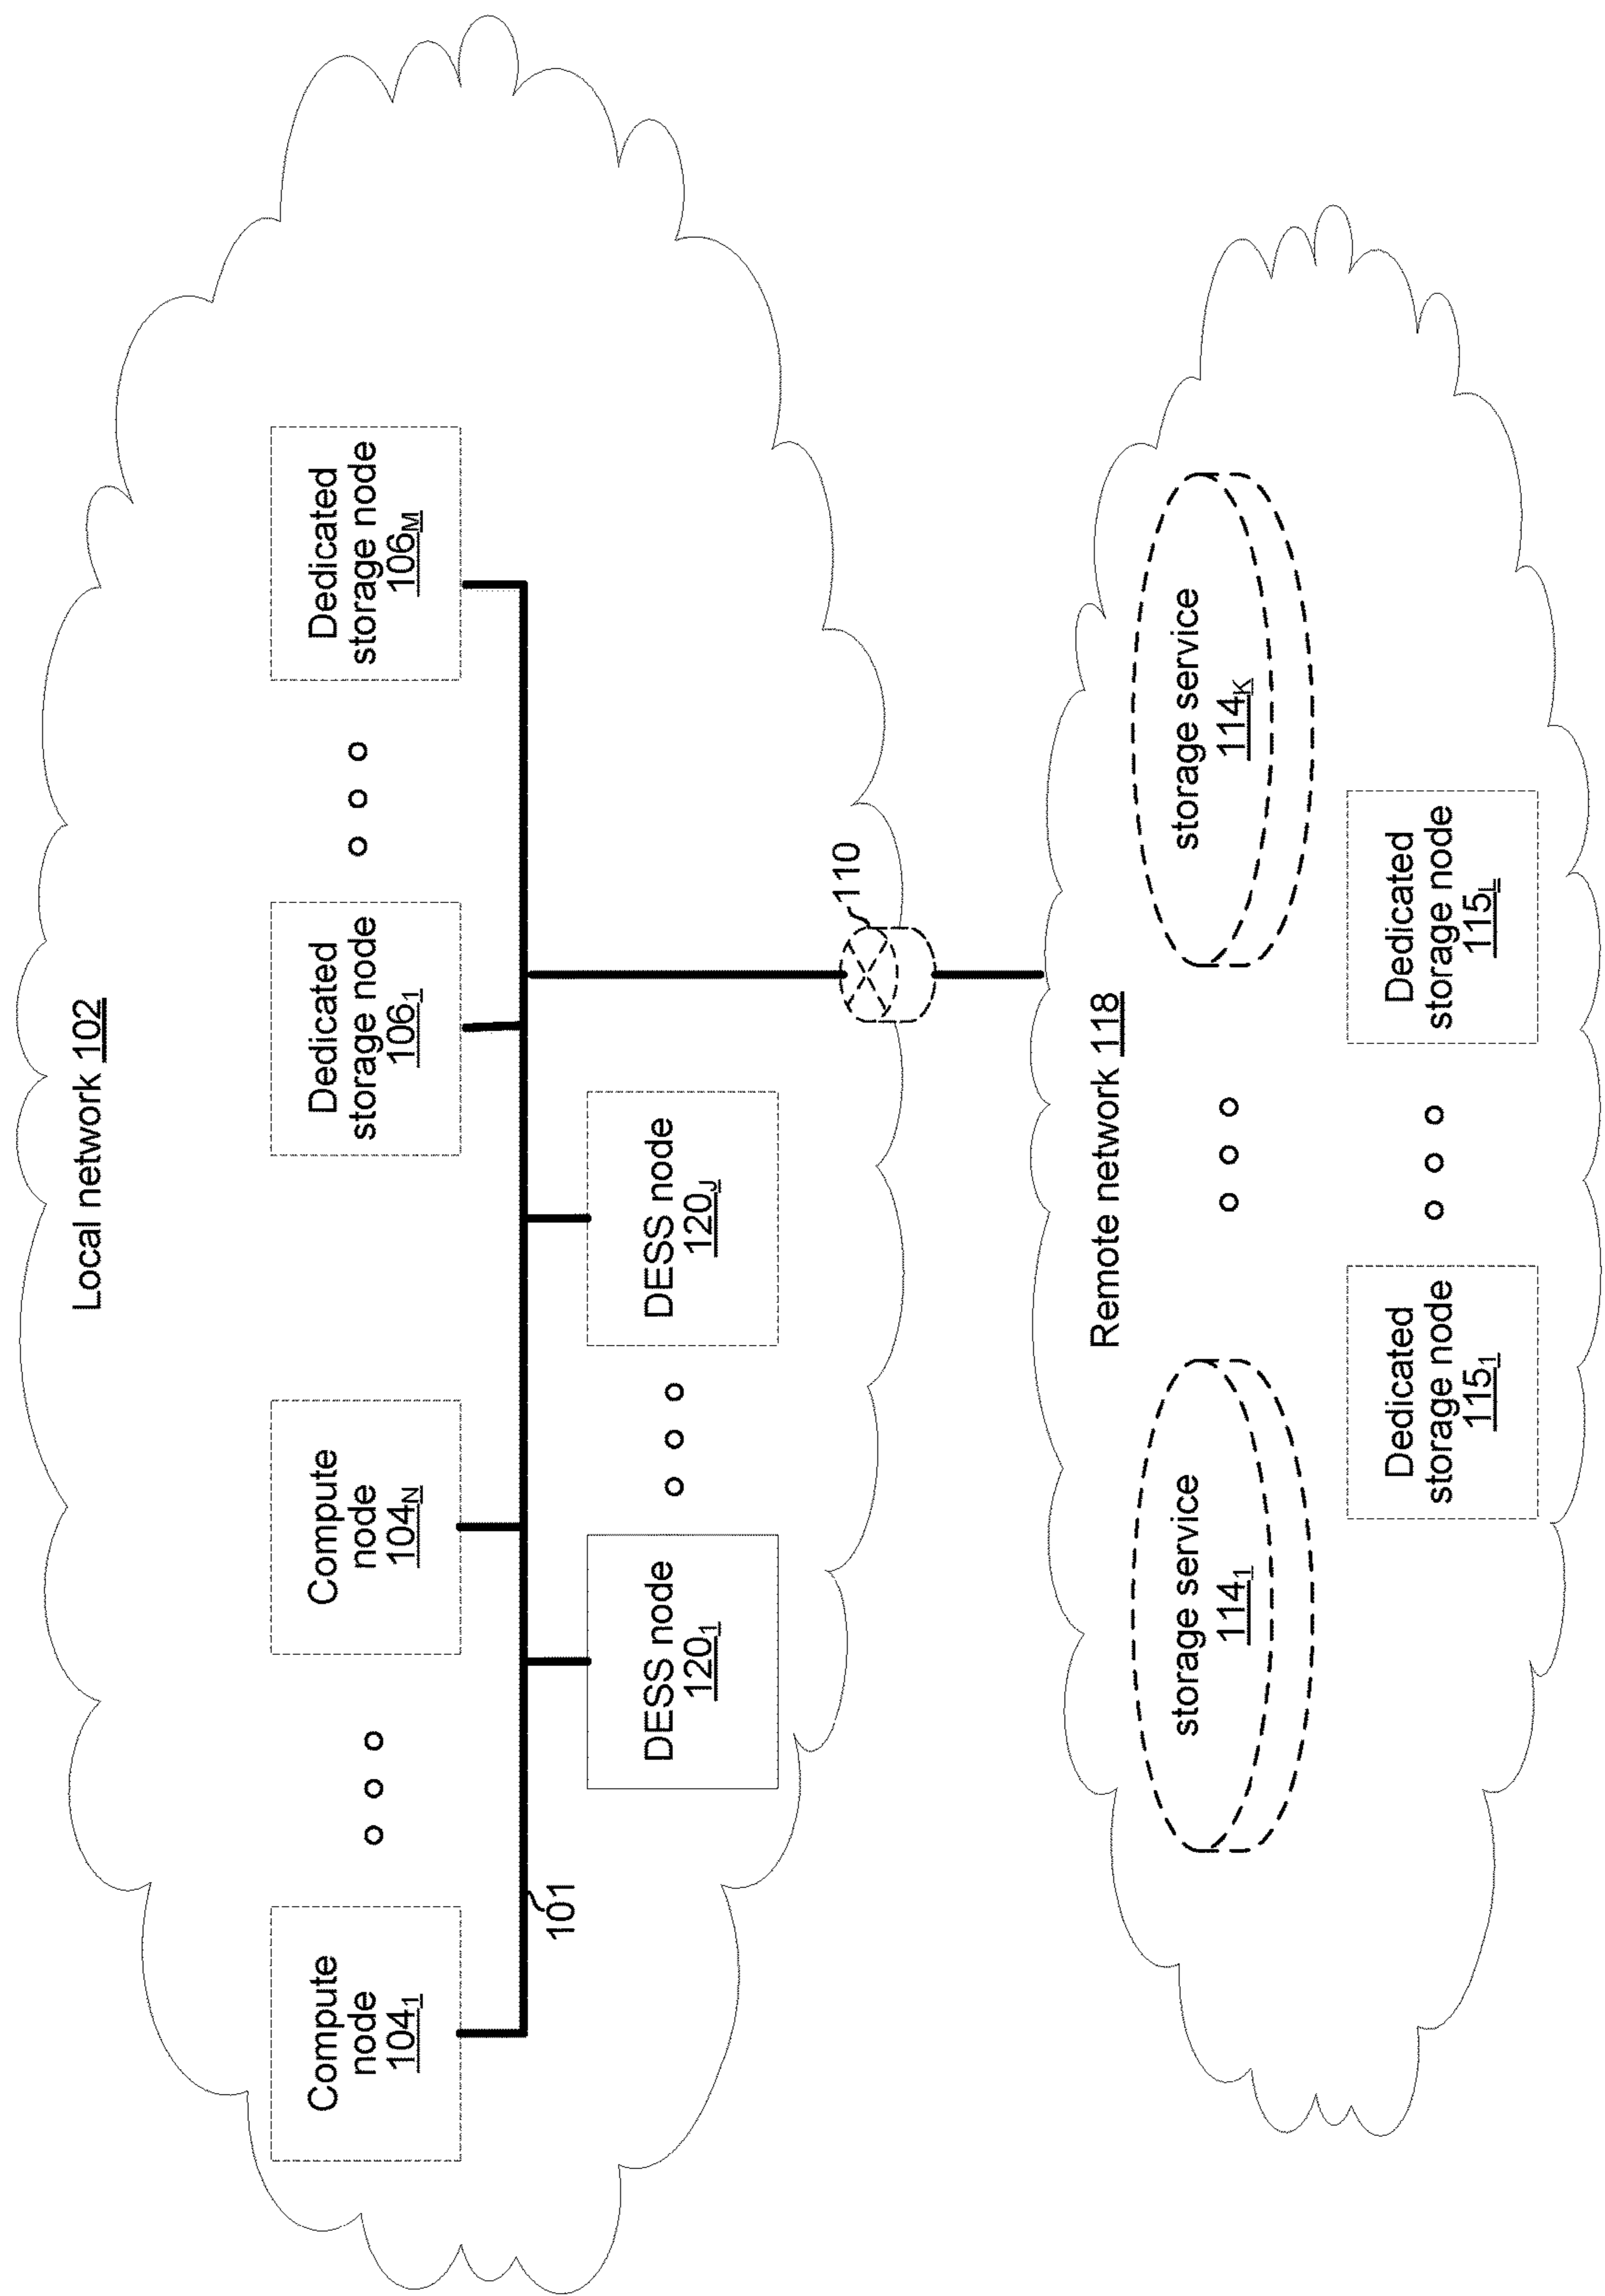 Local network 102
Compute
node
104₁
Compute
node
104N
Dedicated
storage node
106₁
Dedicated
storage node
106M
101
DESS node
120₁
DESS node
120J
110
Remote network 118
storage service
114₁
storage service
114K
Dedicated
storage node
115₁
Dedicated
storage node
115L